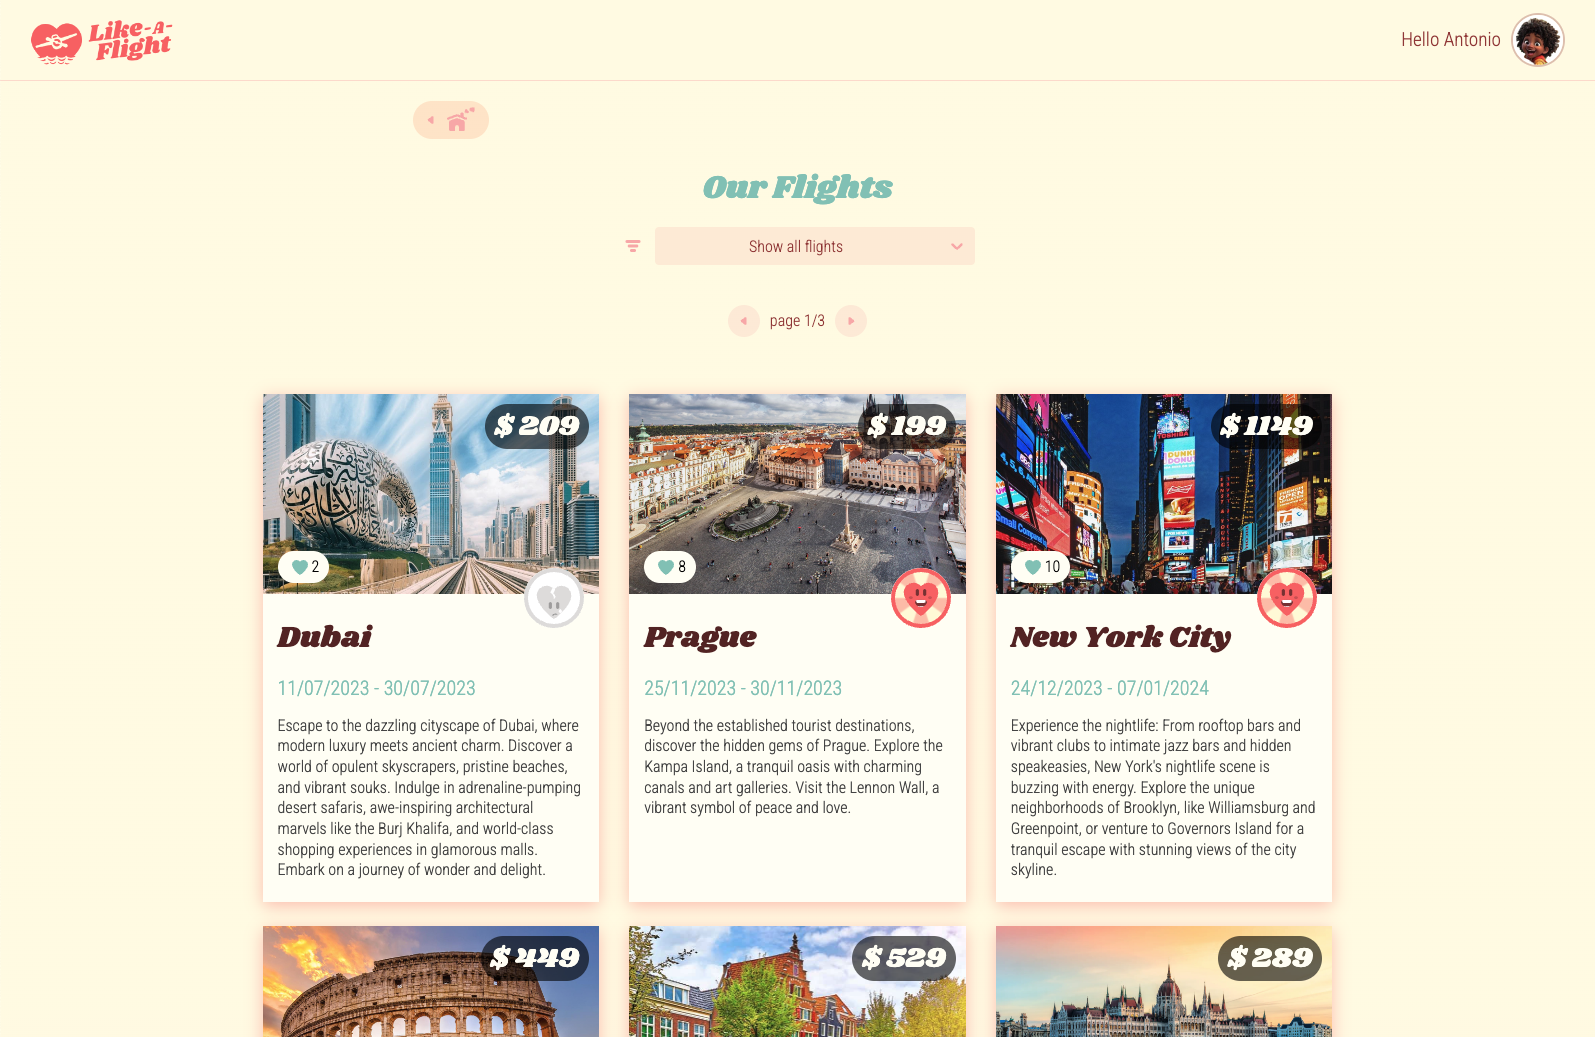 Like-A-
Flight
Hello Antonio
Our Flights
Show all flights
page 1/3
$ 209
2
Dubai
11/07/2023 - 30/07/2023
Escape to the dazzling cityscape of Dubai, where
modern luxury meets ancient charm. Discover a
world of opulent skyscrapers, pristine beaches,
and vibrant souks. Indulge in adrenaline-pumping
desert safaris, awe-inspiring architectural
marvels like the Burj Khalifa, and world-class
shopping experiences in glamorous malls.
Embark on a journey of wonder and delight.
$ 199
8
Prague
25/11/2023 - 30/11/2023
Beyond the established tourist destinations,
discover the hidden gems of Prague. Explore the
Kampa Island, a tranquil oasis with charming
canals and art galleries. Visit the Lennon Wall, a
vibrant symbol of peace and love.
$ 1149
TOSHIBA
10
New York City
24/12/2023 - 07/01/2024
Experience the nightlife: From rooftop bars and
vibrant clubs to intimate jazz bars and hidden
speakeasies, New York's nightlife scene is
buzzing with energy. Explore the unique
neighborhoods of Brooklyn, like Williamsburg and
Greenpoint, or venture to Governors Island for a
tranquil escape with stunning views of the city
skyline.
$ 449
$ 529
$ 289